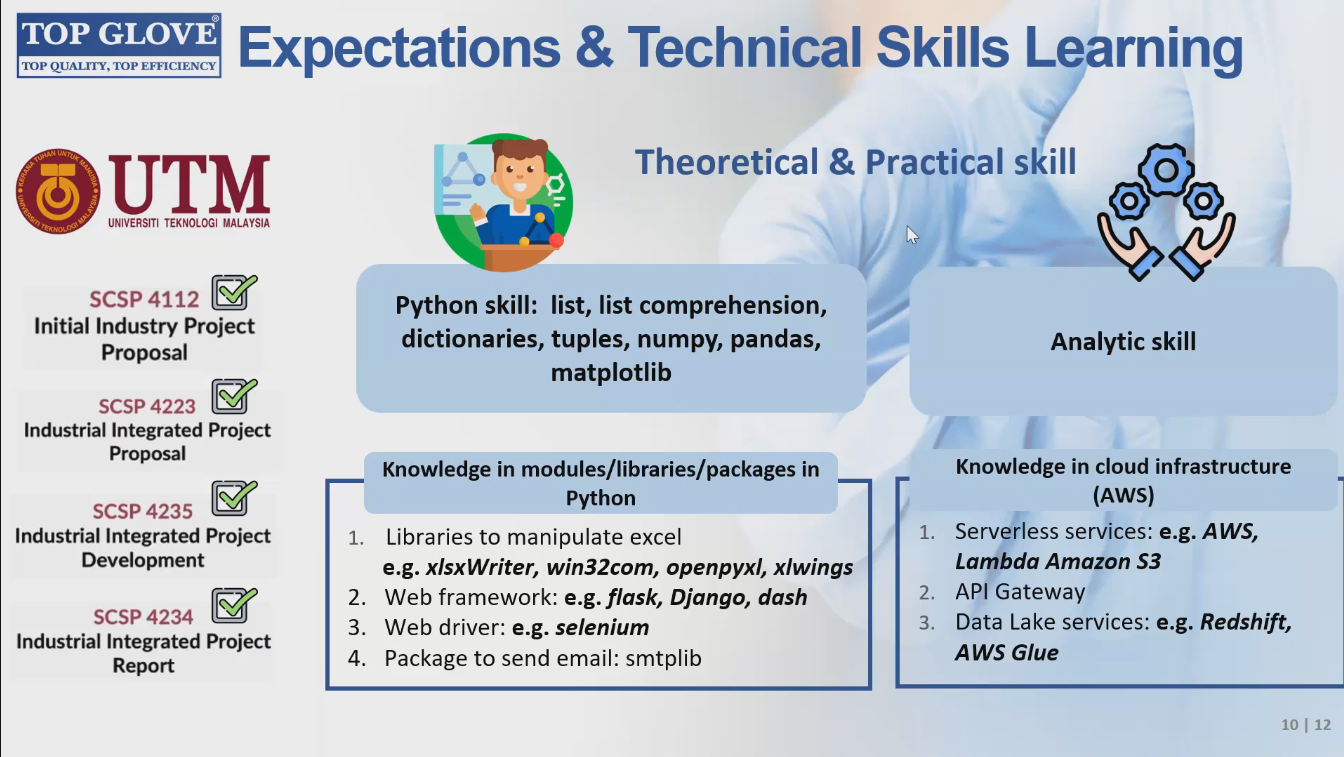 TOP GLOVE®
TOP QUALITY, TOP EFFICIENCY
Expectations & Technical Skills Learning
UTM
UNIVERSITI TEKNOLOGI MALAYSIA
KERANA TUHAN UNTUK MANUSIA
UNIVERSITI TEKNOLOGI MALAYSIA
SCSP 4112
Initial Industry Project
Proposal
SCSP 4223
Industrial Integrated Project
Proposal
SCSP 4235
Industrial Integrated Project
Development
SCSP 4234
Industrial Integrated Project
Report
Theoretical & Practical skill
Python skill: list, list comprehension,
dictionaries, tuples, numpy, pandas,
matplotlib
Knowledge in modules/libraries/packages in
Python
1. Libraries to manipulate excel
e.g. xlsxWriter, win32com, openpyxl, xlwings
2. Web framework: e.g. flask, Django, dash
3. Web driver: e.g. selenium
4. Package to send email: smtplib
Analytic skill
Knowledge in cloud infrastructure
(AWS)
1. Serverless services: e.g. AWS,
Lambda Amazon S3
2. API Gateway
3. Data Lake services: e.g. Redshift,
AWS Glue
10 | 12